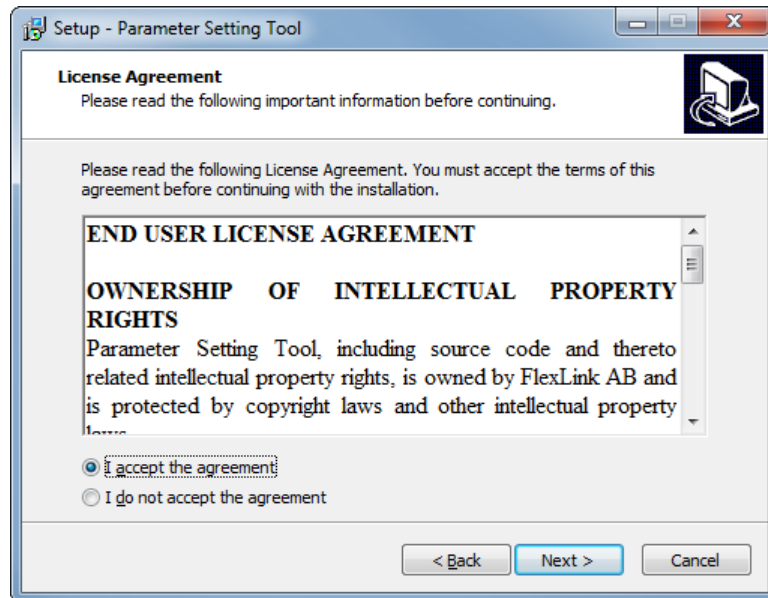 Setup - Parameter Setting Tool
License Agreement
Please read the following important information before continuing.
Please read the following License Agreement. You must accept the terms of this
agreement before continuing with the installation.
END USER LICENSE AGREEMENT
OWNERSHIP OF INTELLECTUAL PROPERTY
RIGHTS
Parameter Setting Tool, including source code and thereto
related intellectual property rights, is owned by FlexLink AB and
is protected by copyright laws and other intellectual property
laws
I accept the agreement
I do not accept the agreement
< Back Next > Cancel